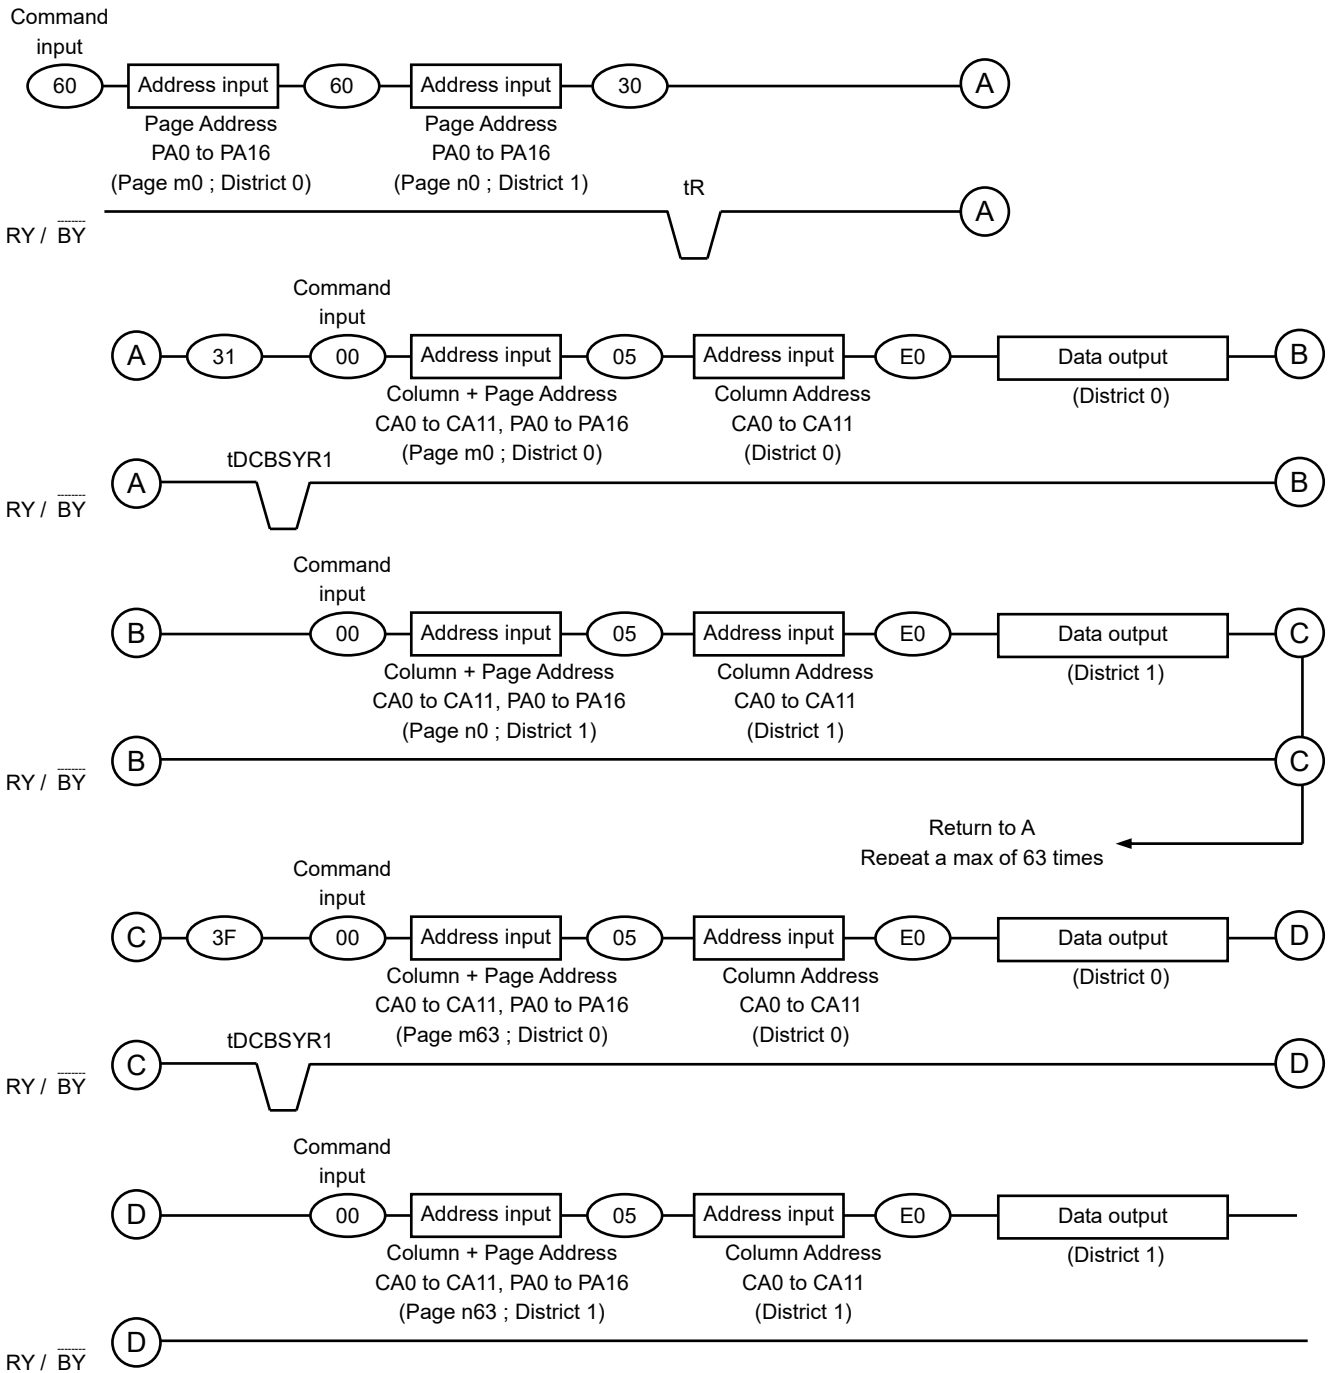 Command
input
60
Address input
60
Address input
30
A
Page Address
PA0 to PA16
(Page m0 ; District 0)
Page Address
PA0 to PA16
(Page n0 ; District 1)
tR
A
RY / BY
Command
input
A
31
00
Address input
05
Address input
E0
Data output
B
Column + Page Address
CA0 to CA11, PA0 to PA16
(Page m0 ; District 0)
Column Address
CA0 to CA11
(District 0)
(District 0)
tDCBSYR1
A
B
RY / BY
Command
input
B
00
Address input
05
Address input
E0
Data output
C
Column + Page Address
CA0 to CA11, PA0 to PA16
(Page n0 ; District 1)
Column Address
CA0 to CA11
(District 1)
(District 1)
B
C
RY / BY
Return to A
Repeat a max of 63 times
Command
input
C
3F
00
Address input
05
Address input
E0
Data output
D
Column + Page Address
CA0 to CA11, PA0 to PA16
(Page m63 ; District 0)
Column Address
CA0 to CA11
(District 0)
(District 0)
tDCBSYR1
C
D
RY / BY
Command
input
D
00
Address input
05
Address input
E0
Data output
Column + Page Address
CA0 to CA11, PA0 to PA16
(Page n63 ; District 1)
Column Address
CA0 to CA11
(District 1)
(District 1)
D
RY / BY